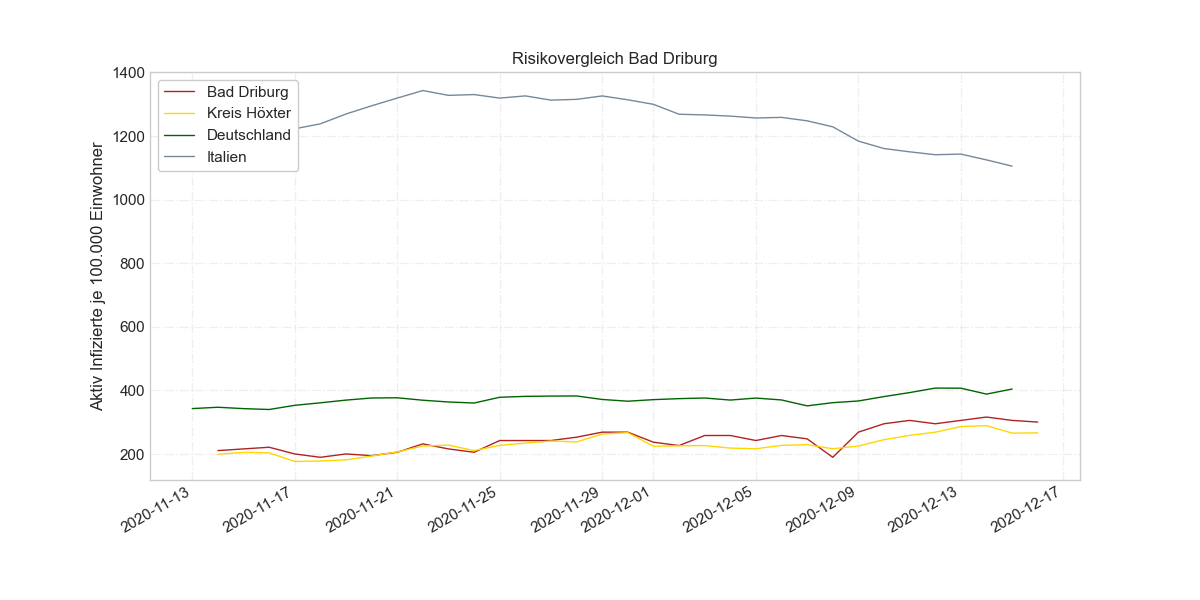 Risikovergleich Bad Driburg
Aktiv Infizierte je 100.000 Einwohner
1400
1200
1000
800
600
400
200
Bad Driburg
Kreis Höxter
Deutschland
Italien
2020-11-13
2020-11-17
2020-11-21
2020-11-25
2020-11-29
2020-12-01
2020-12-05
2020-12-09
2020-12-13
2020-12-17